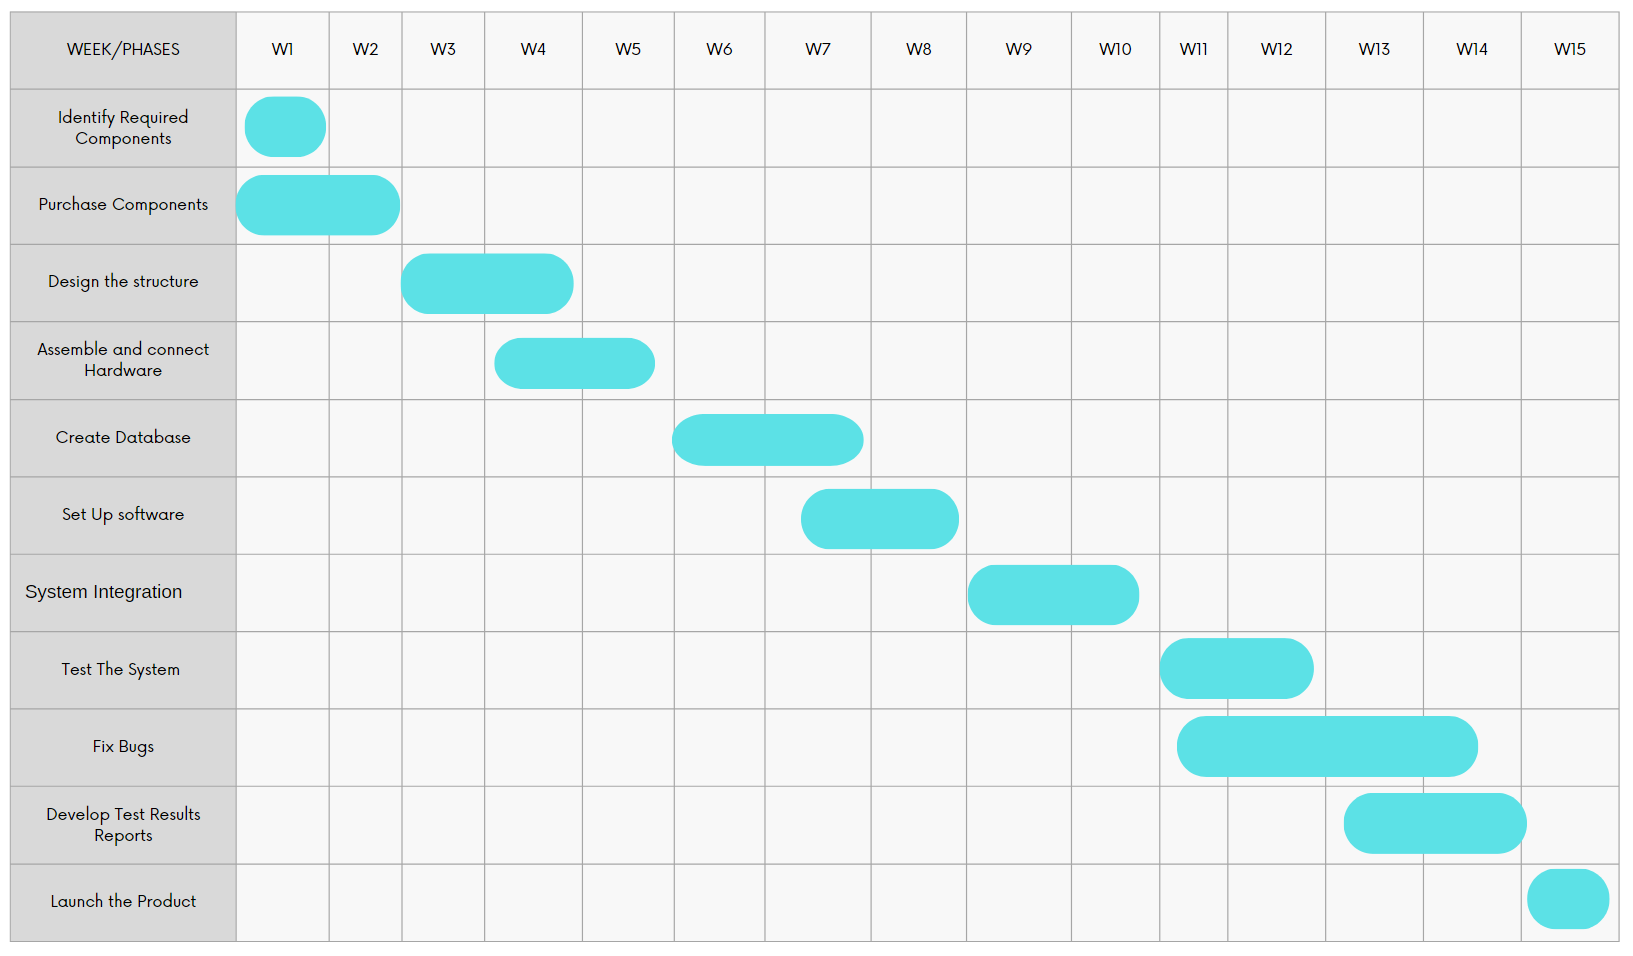 WEEK/PHASES W1 W2 W3 W4 W5 W6 W7 W8 W9 W10 W11 W12 W13 W14 W15
Identify Required
Components
Purchase Components
Design the structure
Assemble and connect
Hardware
Create Database
Set Up software
System Integration
Test The System
Fix Bugs
Develop Test Results
Reports
Launch the Product